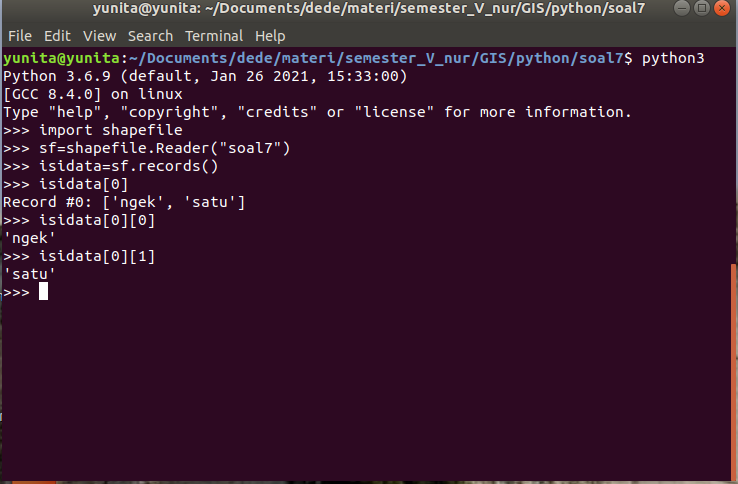 yunita@yunita: ~/Documents/dede/materi/semester_V_nur/GIS/python/soal7
File Edit View Search Terminal Help
yunita@yunita:~/Documents/dede/materi/semester_V_nur/GIS/python/soal7$ python3
Python 3.6.9 (default, Jan 26 2021, 15:33:00)
[GCC 8.4.0] on linux
Type "help", "copyright", "credits" or "license" for more information.
>>> import shapefile
>>> sf=shapefile.Reader("soal7")
>>> isidata=sf.records()
>>> isidata[0]
Record #0: ['ngek', 'satu']
>>> isidata[0][0]
'ngek'
>>> isidata[0][1]
'satu'
>>>